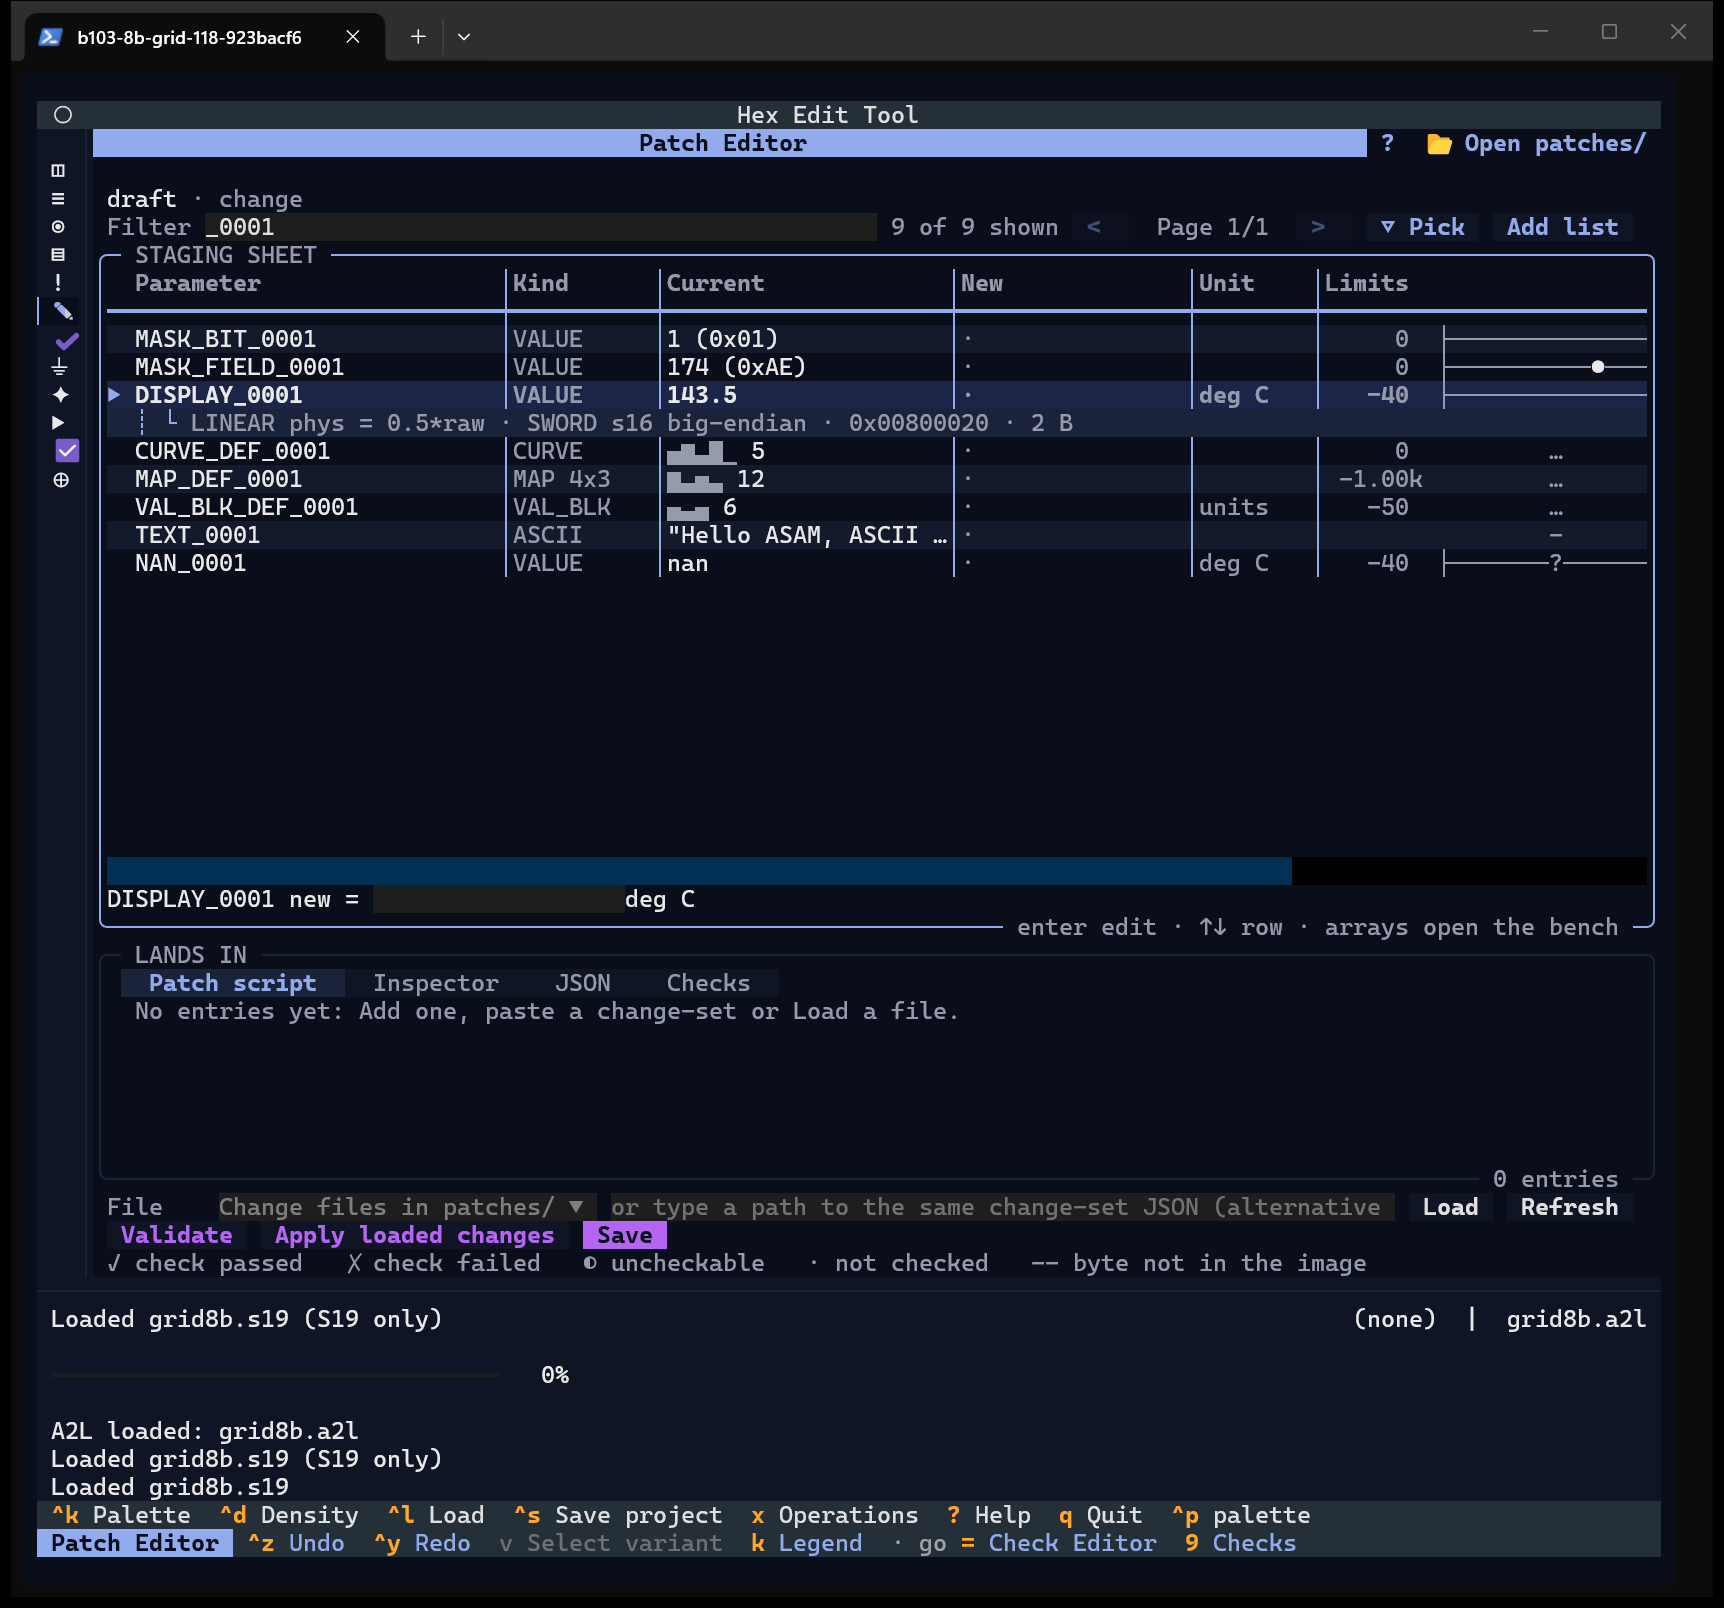 b103-8b-grid-118-923bacf6
Hex Edit Tool
Patch Editor ? Open patches/
draft · change
Filter _0001 9 of 9 shown < Page 1/1 > ▽ Pick Add list
STAGING SHEET
Parameter Kind Current New Unit Limits
MASK_BIT_0001 VALUE 1 (0x01) · 0
MASK_FIELD_0001 VALUE 174 (0xAE) · 0
DISPLAY_0001 VALUE 143.5 · deg C -40
LINEAR phys = 0.5*raw · SWORD s16 big-endian · 0x00800020 · 2 B
CURVE_DEF_0001 CURVE 5 · 0 …
MAP_DEF_0001 MAP 4x3 12 · -1.00k …
VAL_BLK_DEF_0001 VAL_BLK 6 · units -50 …
TEXT_0001 ASCII "Hello ASAM, ASCII … · -
NAN_0001 VALUE nan · deg C -40 ?
DISPLAY_0001 new = deg C
enter edit · ↑↓ row · arrays open the bench
LANDS IN
Patch script Inspector JSON Checks
No entries yet: Add one, paste a change-set or Load a file.
0 entries
File Change files in patches/ ▼ or type a path to the same change-set JSON (alternative Load Refresh
Validate Apply loaded changes Save
√ check passed ╳ check failed ◐ uncheckable · not checked -- byte not in the image
Loaded grid8b.s19 (S19 only) (none) | grid8b.a2l
0%
A2L loaded: grid8b.a2l
Loaded grid8b.s19 (S19 only)
Loaded grid8b.s19
^k Palette ^d Density ^l Load ^s Save project x Operations ? Help q Quit ^p palette
Patch Editor ^z Undo ^y Redo v Select variant k Legend · go = Check Editor 9 Checks